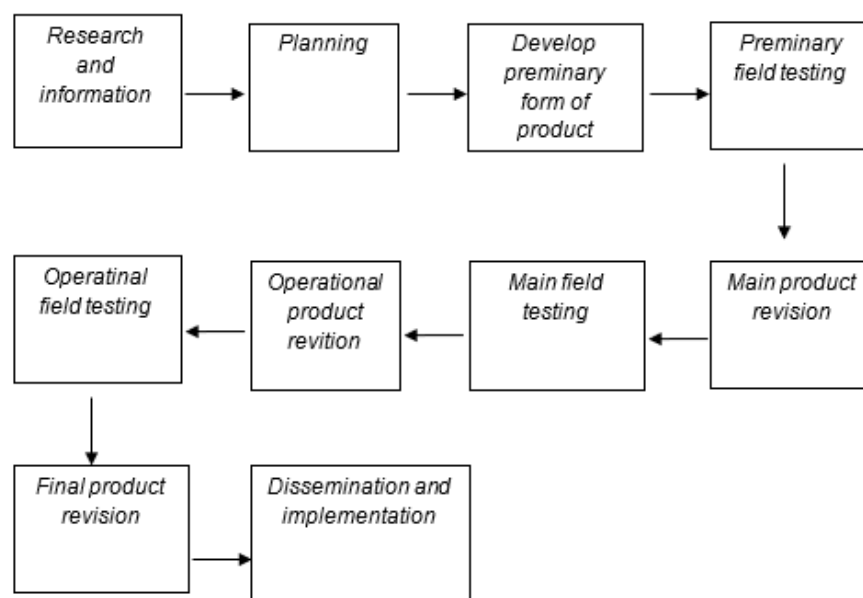 Research
and
information
Planning
Develop
preminary
form of
product
Preminary
field testing
Main product
revision
Main field
testing
Operational
product
revition
Operatinal
field testing
Final product
revision
Dissemination and
implementation